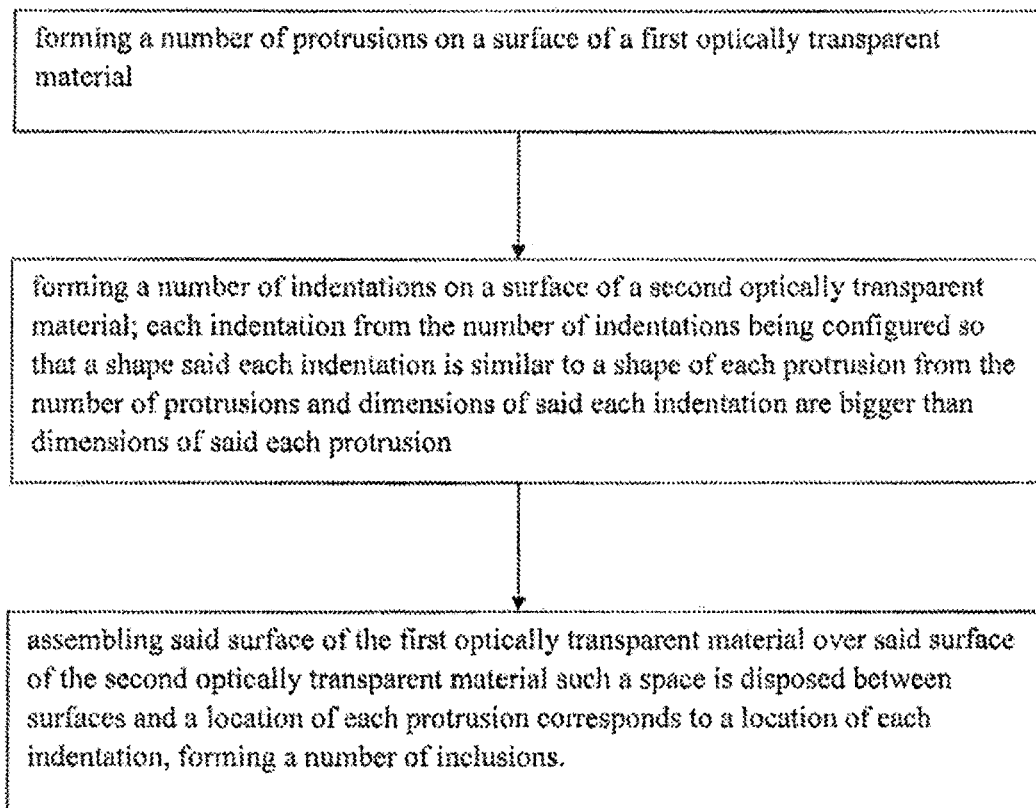 forming a number of protrusions on a surface of a first optically transparent
material
forming a number of indentations on a surface of a second optically transparent
material; each indentation from the number of indentations being configured so
that a shape said each indentation is similar to a shape of each protrusion from the
number of protrusions and dimensions of said each indentation are bigger than
dimensions of said each protrusion
assembling said surface of the first optically transparent material over said surface
of the second optically transparent material such a space is disposed between
surfaces and a location of each protrusion corresponds to a location of each
indentation, forming a number of inclusions.